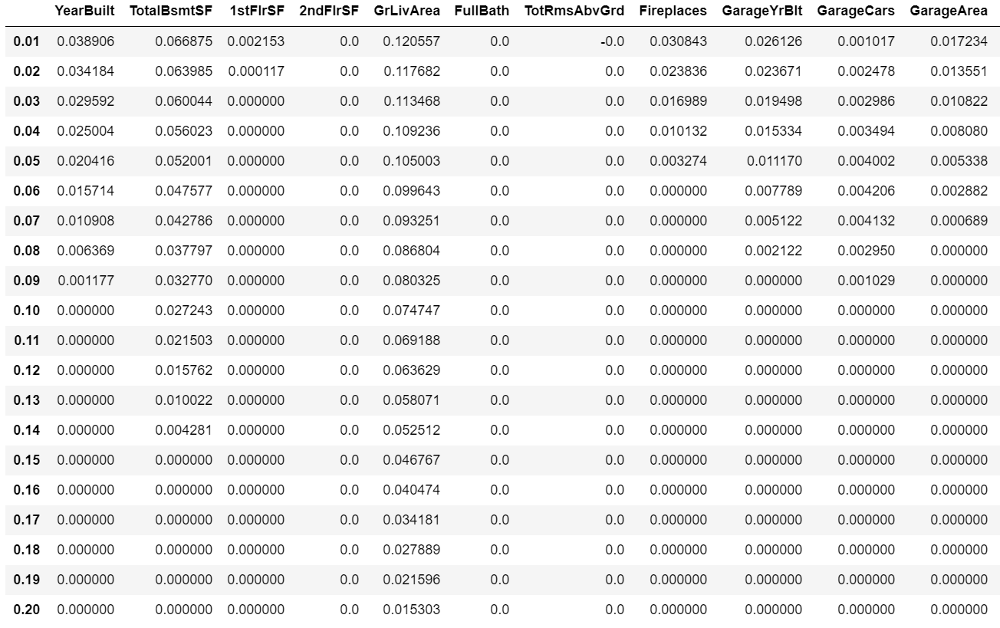 YearBuilt TotalBsmtSF 1stFlrSF 2ndFlrSF GrLivArea FullBath TotRmsAbvGrd Fireplaces GarageYrBlt GarageCars GarageArea
0.01 0.038906 0.066875 0.002153 0.0 0.120557 0.0 -0.0 0.030843 0.026126 0.001017 0.017234
0.02 0.034184 0.063985 0.000117 0.0 0.117682 0.0 0.0 0.023836 0.023671 0.002478 0.013551
0.03 0.029592 0.060044 0.000000 0.0 0.113468 0.0 0.0 0.016989 0.019498 0.002986 0.010822
0.04 0.025004 0.056023 0.000000 0.0 0.109236 0.0 0.0 0.010132 0.015334 0.003494 0.008080
0.05 0.020416 0.052001 0.000000 0.0 0.105003 0.0 0.0 0.003274 0.011170 0.004002 0.005338
0.06 0.015714 0.047577 0.000000 0.0 0.099643 0.0 0.0 0.000000 0.007789 0.004206 0.002882
0.07 0.010908 0.042786 0.000000 0.0 0.093251 0.0 0.0 0.000000 0.005122 0.004132 0.000689
0.08 0.006369 0.037797 0.000000 0.0 0.086804 0.0 0.0 0.000000 0.002122 0.002950 0.000000
0.09 0.001177 0.032770 0.000000 0.0 0.080325 0.0 0.0 0.000000 0.000000 0.001029 0.000000
0.10 0.000000 0.027243 0.000000 0.0 0.074747 0.0 0.0 0.000000 0.000000 0.000000 0.000000
0.11 0.000000 0.021503 0.000000 0.0 0.069188 0.0 0.0 0.000000 0.000000 0.000000 0.000000
0.12 0.000000 0.015762 0.000000 0.0 0.063629 0.0 0.0 0.000000 0.000000 0.000000 0.000000
0.13 0.000000 0.010022 0.000000 0.0 0.058071 0.0 0.0 0.000000 0.000000 0.000000 0.000000
0.14 0.000000 0.004281 0.000000 0.0 0.052512 0.0 0.0 0.000000 0.000000 0.000000 0.000000
0.15 0.000000 0.000000 0.000000 0.0 0.046767 0.0 0.0 0.000000 0.000000 0.000000 0.000000
0.16 0.000000 0.000000 0.000000 0.0 0.040474 0.0 0.0 0.000000 0.000000 0.000000 0.000000
0.17 0.000000 0.000000 0.000000 0.0 0.034181 0.0 0.0 0.000000 0.000000 0.000000 0.000000
0.18 0.000000 0.000000 0.000000 0.0 0.027889 0.0 0.0 0.000000 0.000000 0.000000 0.000000
0.19 0.000000 0.000000 0.000000 0.0 0.021596 0.0 0.0 0.000000 0.000000 0.000000 0.000000
0.20 0.000000 0.000000 0.000000 0.0 0.015303 0.0 0.0 0.000000 0.000000 0.000000 0.000000